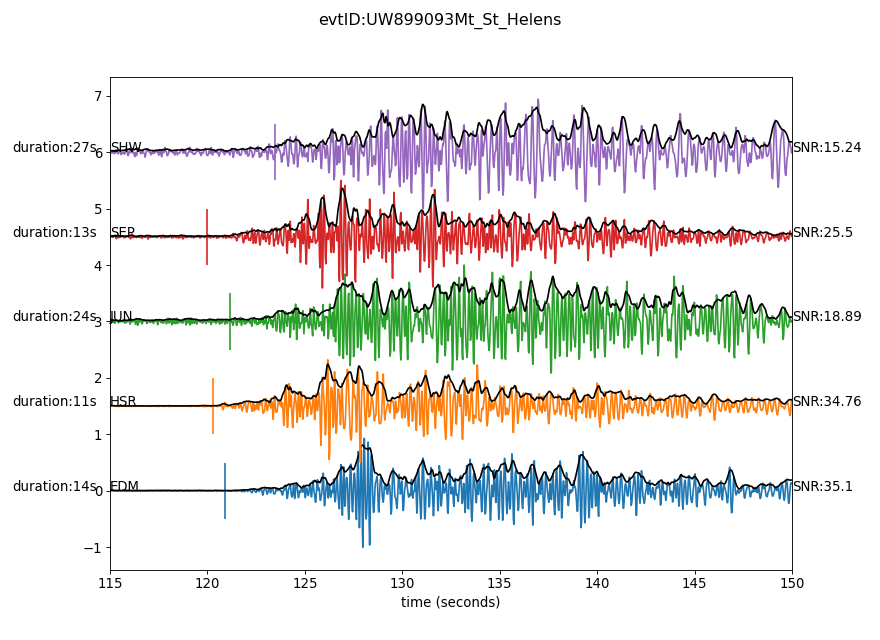 evtID:UW899093Mt_St_Helens
7
duration:27s
6
SHW
SNR:15.24
5
duration:13s
SEP
SNR:25.5
4
duration:24s
3
JUN
SNR:18.89
2
duration:11s
HSR
SNR:34.76
1
duration:14s
0
EDM
SNR:35.1
−1
115 120 125 130 135 140 145 150
time (seconds)